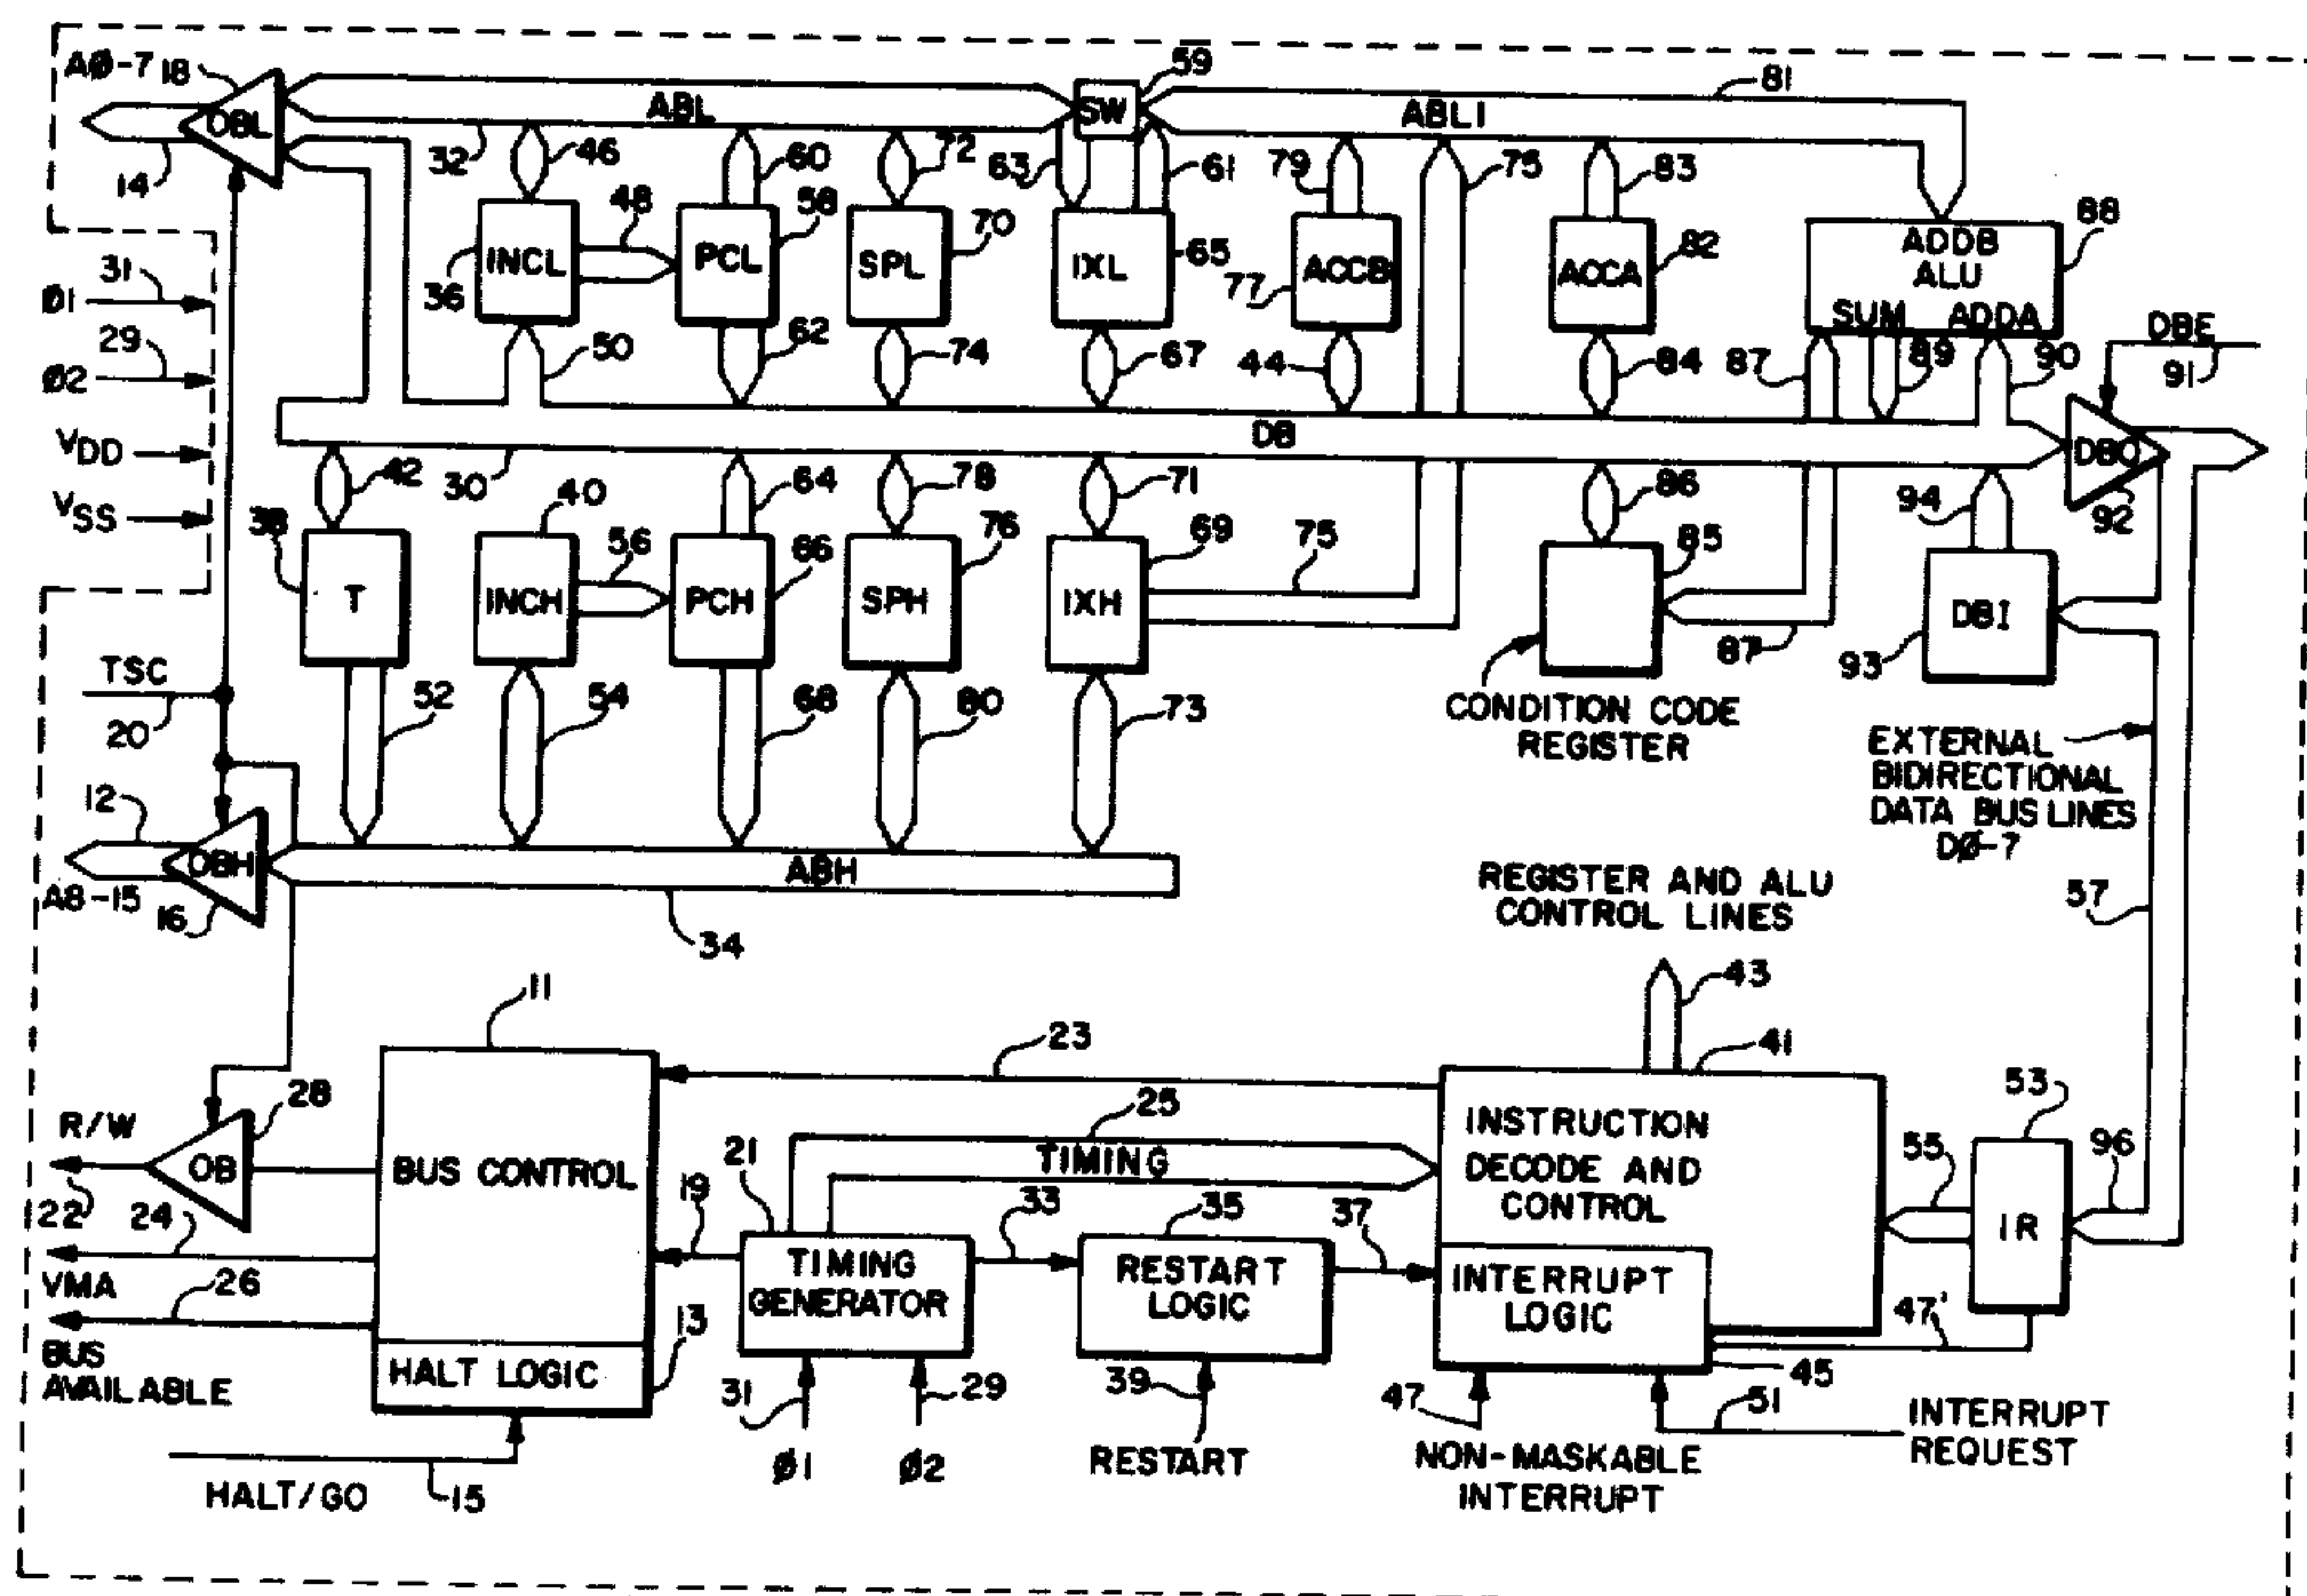 AØ-7 18
59
81
DBL
ABL
SW
ABLI
14
32
46
60
72
63
61
79
75
83
31
Ø1
29
Ø2
VDD
VSS
36
INCL
48
PCL
58
SPL
70
IXL
65
77
ACCB
ACCA
82
88
ADDB
ALU
SUM
ADDA
50
62
74
67
44
84
87
89
90
DBE
91
DB
DBO
92
42
30
64
78
71
86
94
38
T
40
INCH
56
PCH
66
SPH
76
IXH
69
75
85
87
93
DBI
TSC
20
52
54
68
80
73
CONDITION CODE
REGISTER
EXTERNAL
BIDIRECTIONAL
DATA BUS LINES
DØ-7
12
OBH
A8-15
16
ABH
34
REGISTER AND ALU
CONTROL LINES
57
43
11
23
41
R/W
28
OB
22
24
VMA
26
BUS
AVAILABLE
BUS CONTROL
HALT LOGIC
13
HALT/GO
15
19
21
25
TIMING
TIMING
GENERATOR
31
29
Ø1
Ø2
33
35
RESTART
LOGIC
37
39
RESTART
INSTRUCTION
DECODE AND
CONTROL
INTERRUPT
LOGIC
53
55
96
IR
47'
45
47
51
NON-MASKABLE
INTERRUPT
INTERRUPT
REQUEST